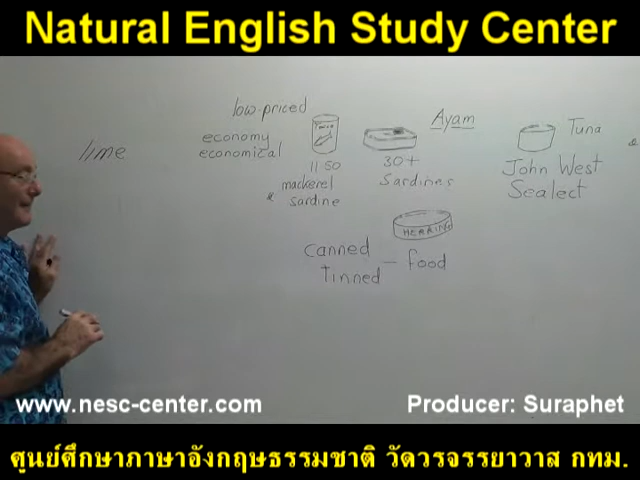 Natural English Study Center
low-priced
lime
economy
economical
11.50
mackerel
sardine
30+
Sardines
Ayam
Tuna
John West
Sealect
HERRING
canned
tinned
— food
www.nesc-center.com
Producer: Suraphet
ศูนย์ศึกษาภาษาอังกฤษธรรมชาติ วัดวรจรรยาวาส กทม.